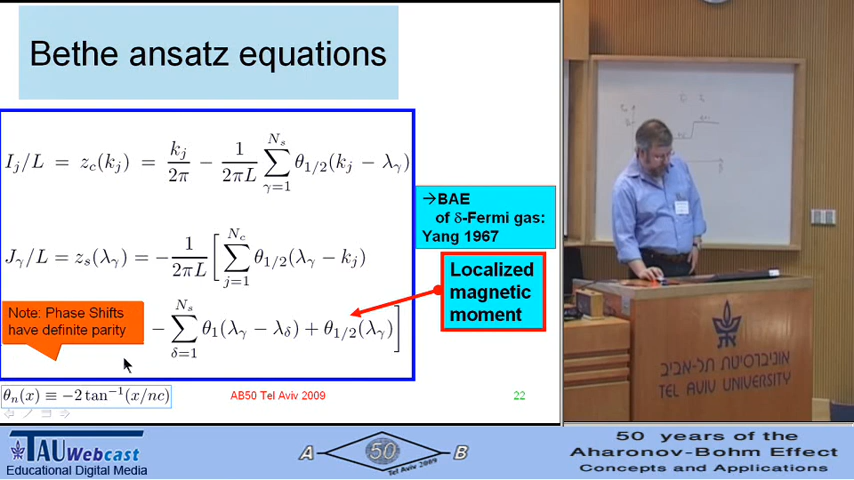 Bethe ansatz equations
I_j/L = z_c(k_j) = k_j/2π − 1/2πL ∑_{γ=1}^{N_s} θ_{1/2}(k_j − λ_γ)
J_γ/L = z_s(λ_γ) = − 1/2πL [ ∑_{j=1}^{N_c} θ_{1/2}(λ_γ − k_j)
− ∑_{δ=1}^{N_s} θ_1(λ_γ − λ_δ) + θ_{1/2}(λ_γ) ]
→BAE
of δ-Fermi gas:
Yang 1967
Localized
magnetic
moment
Note: Phase Shifts
have definite parity
θ_n(x) ≡ −2 tan⁻¹(x/nc)
AB50 Tel Aviv 2009
22
אוניברסיטת תל-אביב
TEL AVIV UNIVERSITY
TAU Webcast
Educational Digital Media
A 50 B
Tel Aviv 2009
50 years of the
Aharonov-Bohm Effect
Concepts and Applications